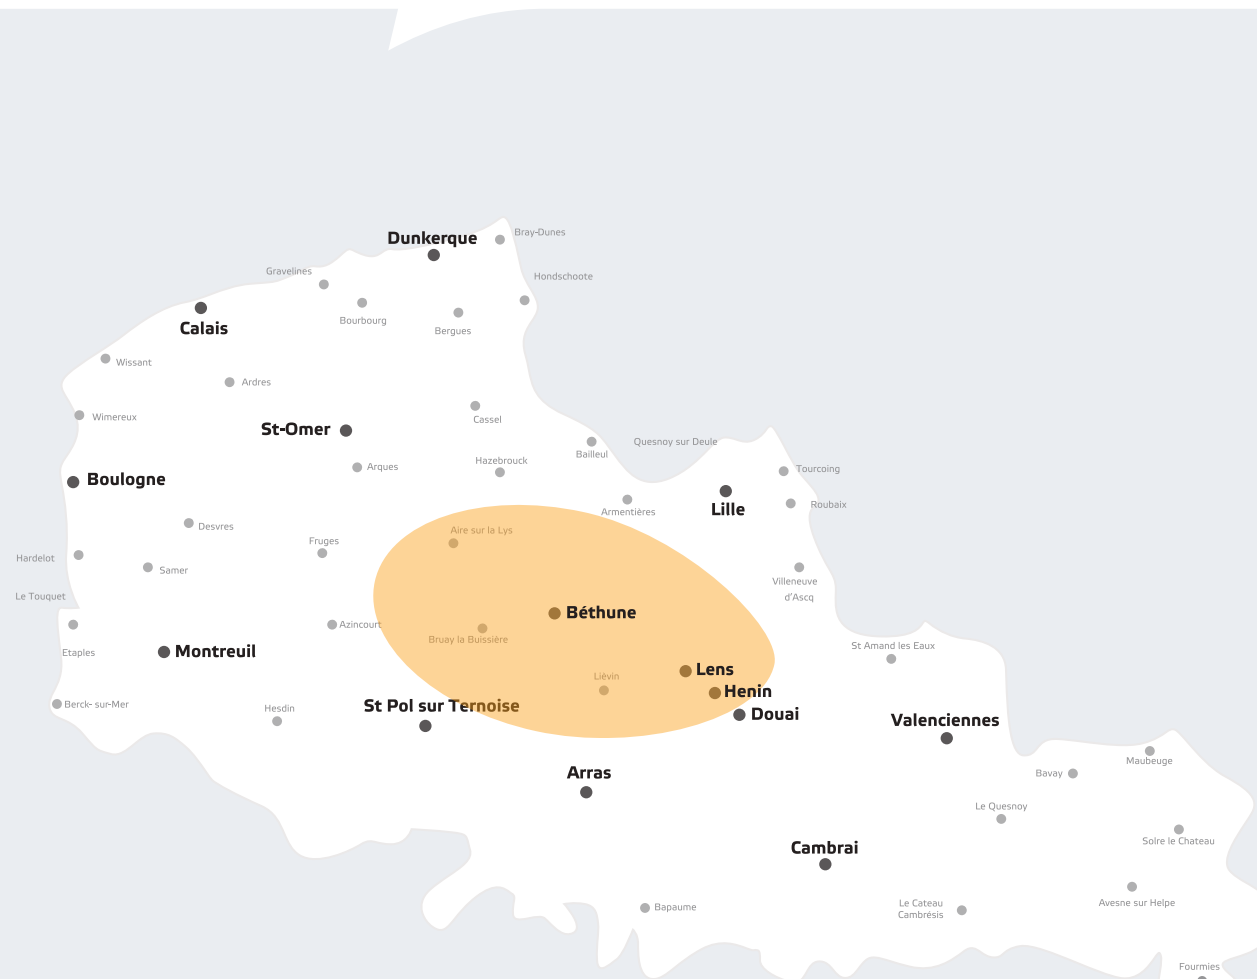 Bray-Dunes
Dunkerque
Gravelines
Hondschoote
Bourbourg
Calais
Bergues
Wissant
Ardres
Wimereux
Cassel
St-Omer
Quesnoy sur Deule
Bailleul
Hazebrouck
Arques
Tourcoing
Boulogne
Roubaix
Lille
Armentières
Desvres
Aire sur la Lys
Fruges
Hardelot
Samer
Villeneuve
d'Ascq
Le Touquet
Béthune
Azincourt
Bruay la Buissière
St Amand les Eaux
Etaples
Montreuil
Lens
Liévin
Henin
Berck- sur-Mer
St Pol sur Ternoise
Hesdin
Douai
Valenciennes
Maubeuge
Arras
Bavay
Le Quesnoy
Solre le Chateau
Cambrai
Avesne sur Helpe
Le Cateau
Cambrésis
Bapaume
Fourmies